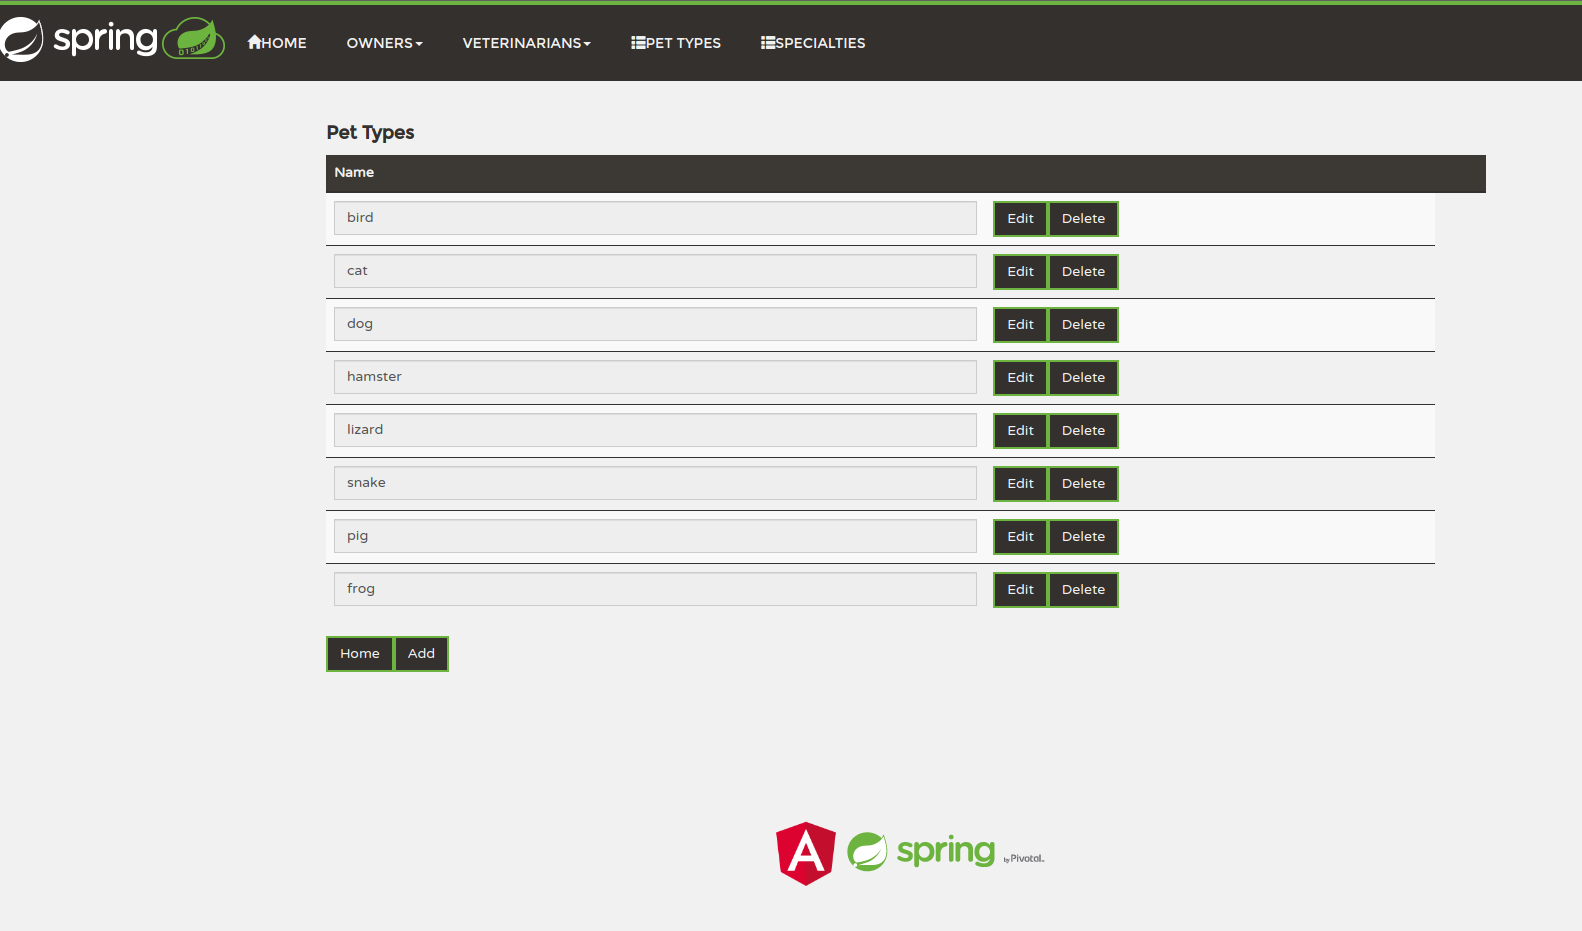 spring HOME OWNERS VETERINARIANS PET TYPES SPECIALTIES
Pet Types
Name
bird Edit Delete
cat Edit Delete
dog Edit Delete
hamster Edit Delete
lizard Edit Delete
snake Edit Delete
pig Edit Delete
frog Edit Delete
Home Add
A spring by Pivotal.